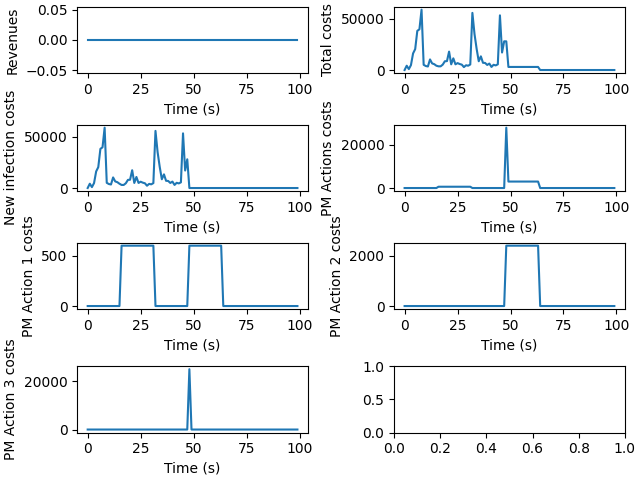 Revenues
0.05
0.00
−0.05
0 25 50 75 100
Time (s)
Total costs
50000
0
0 25 50 75 100
Time (s)
New infection costs
50000
0
0 25 50 75 100
Time (s)
PM Actions costs
20000
0
0 25 50 75 100
Time (s)
PM Action 1 costs
500
0
0 25 50 75 100
Time (s)
PM Action 2 costs
2000
0
0 25 50 75 100
Time (s)
PM Action 3 costs
20000
0
0 25 50 75 100
Time (s)
1.0
0.5
0.0
0.0 0.2 0.4 0.6 0.8 1.0